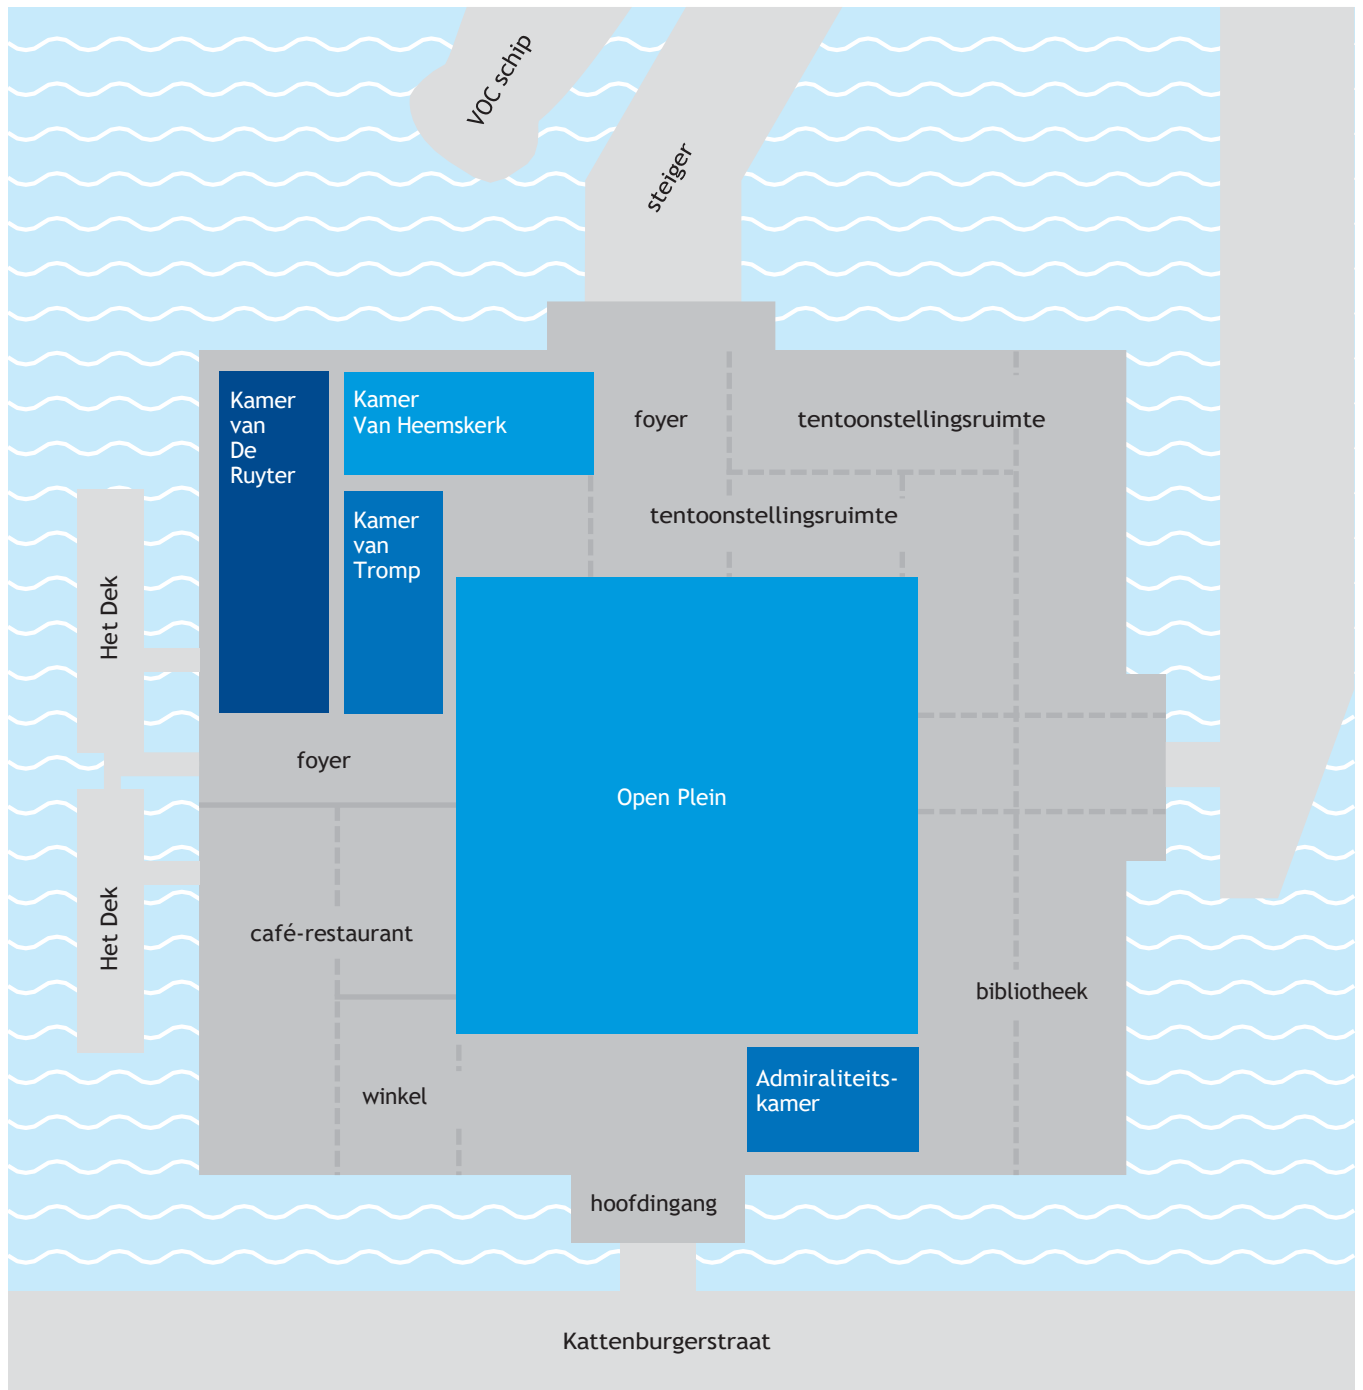 VOC schip
steiger
Kamer
van
De
Ruyter
Kamer
Van Heemskerk
foyer
tentoonstellingsruimte
Kamer
van
Tromp
tentoonstellingsruimte
Het Dek
foyer
Open Plein
Het Dek
café-restaurant
bibliotheek
winkel
Admiraliteits-
kamer
hoofdingang
Kattenburgerstraat